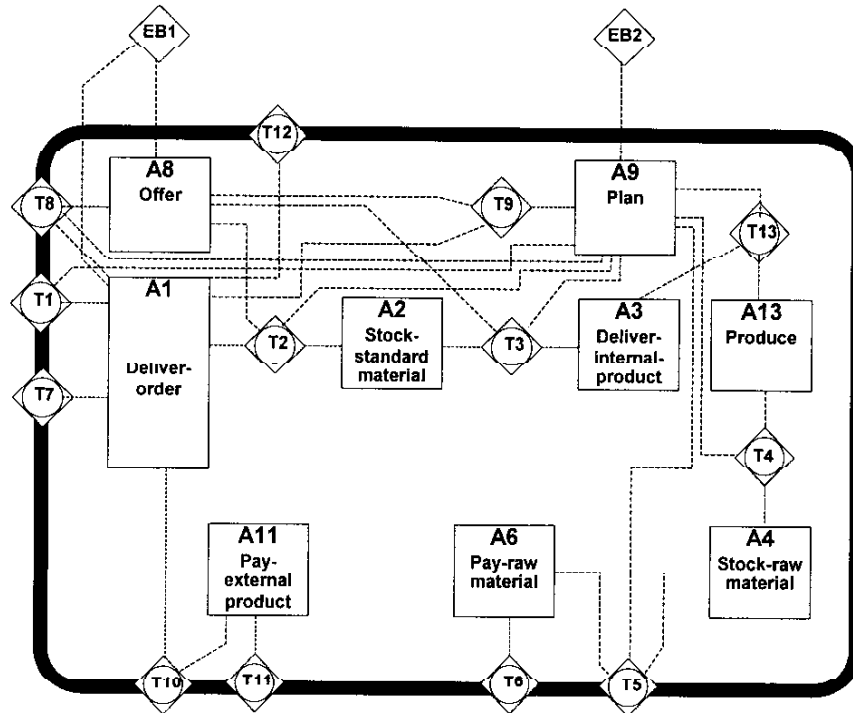 EB1
EB2
T12
A8
Offer
A9
Plan
T8
T9
T13
T1
A1
Deliver-
order
A2
Stock-
standard
material
A3
Deliver-
internal-
product
A13
Produce
T2
T3
T7
T4
A11
Pay-
external
product
A6
Pay-raw
material
A4
Stock-raw
material
T10
T11
T6
T5